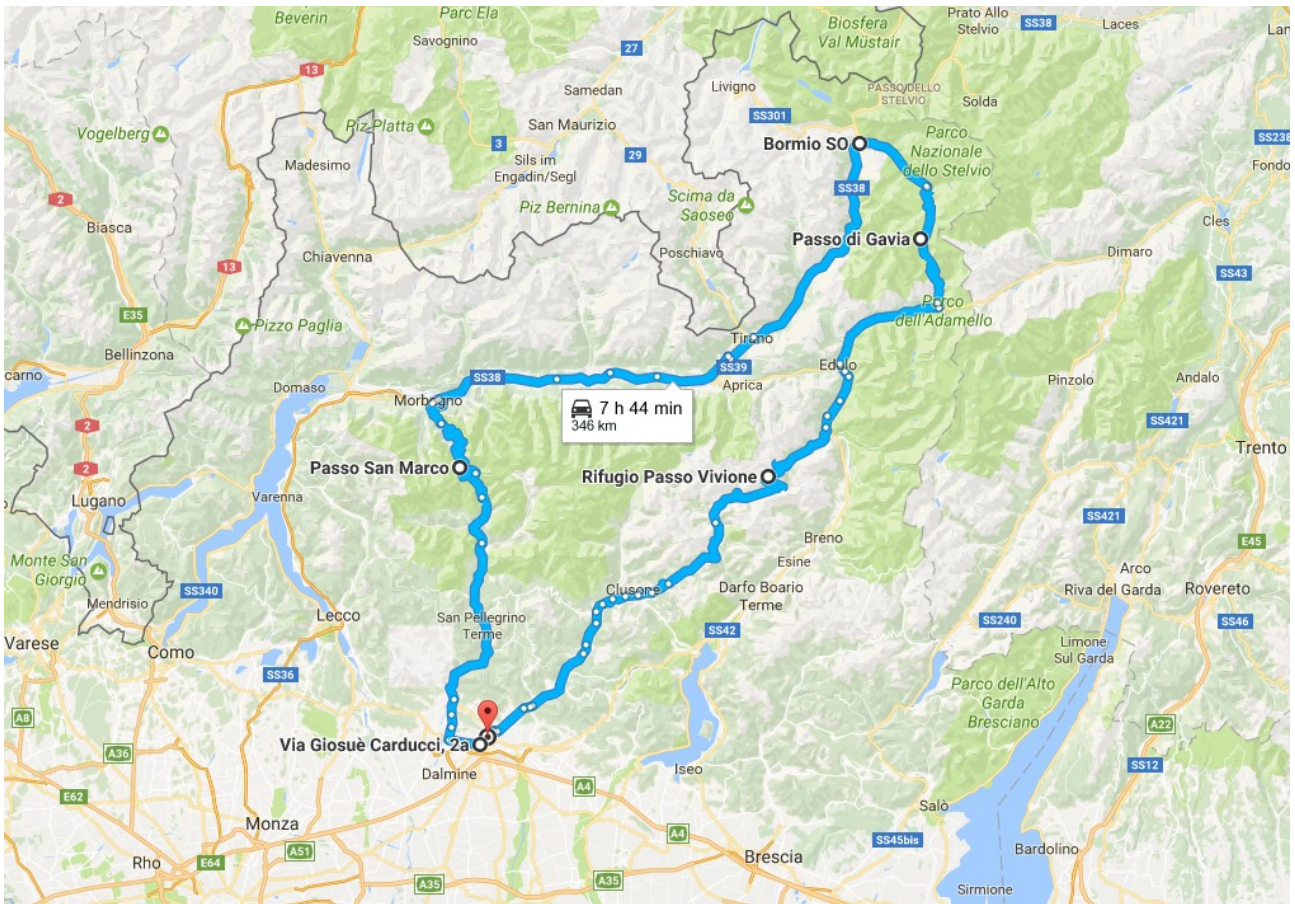 Beverin
Parc Ela
Savognino
27
Biosfera
Val Müstair
Prato Allo
Stelvio
SS38
Laces
13
Samedan
Livigno
PASSO DELLO
STELVIO
Solda
SS301
Vogelberg
Piz Platta
San Maurizio
Bormio SO
Parco
Nazionale
dello Stelvio
SS238
Fondo
Madesimo
3
29
Sils im
Engadin/Segl
2
Biasca
Piz Bernina
Scima da
Saoseo
SS38
Cles
Chiavenna
Poschiavo
Passo di Gavia
Dimaro
SS43
13
E35
Pizzo Paglia
Parco
dell'Adamello
Bellinzona
Tirano
SS39
Edolo
Domaso
SS38
Aprica
Pinzolo
Andalo
Morbegno
7 h 44 min
346 km
2
SS421
Trento
2
Passo San Marco
Rifugio Passo Vivione
Lugano
Varenna
SS421
Breno
E45
Monte San
Giorgio
Esine
Arco
Riva del Garda
Rovereto
Mendrisio
SS340
Clusone
Darfo Boario
Terme
Lecco
San Pellegrino
Terme
SS240
SS46
Varese
Como
SS42
Limone
Sul Garda
SS36
Parco dell'Alto
Garda
Bresciano
A8
A22
A36
Via Giosuè Carducci, 2a
Dalmine
Iseo
SS12
E62
A4
Salò
Monza
A4
SS45bis
Bardolino
Rho
E64
A51
Brescia
A35
A35
Sirmione